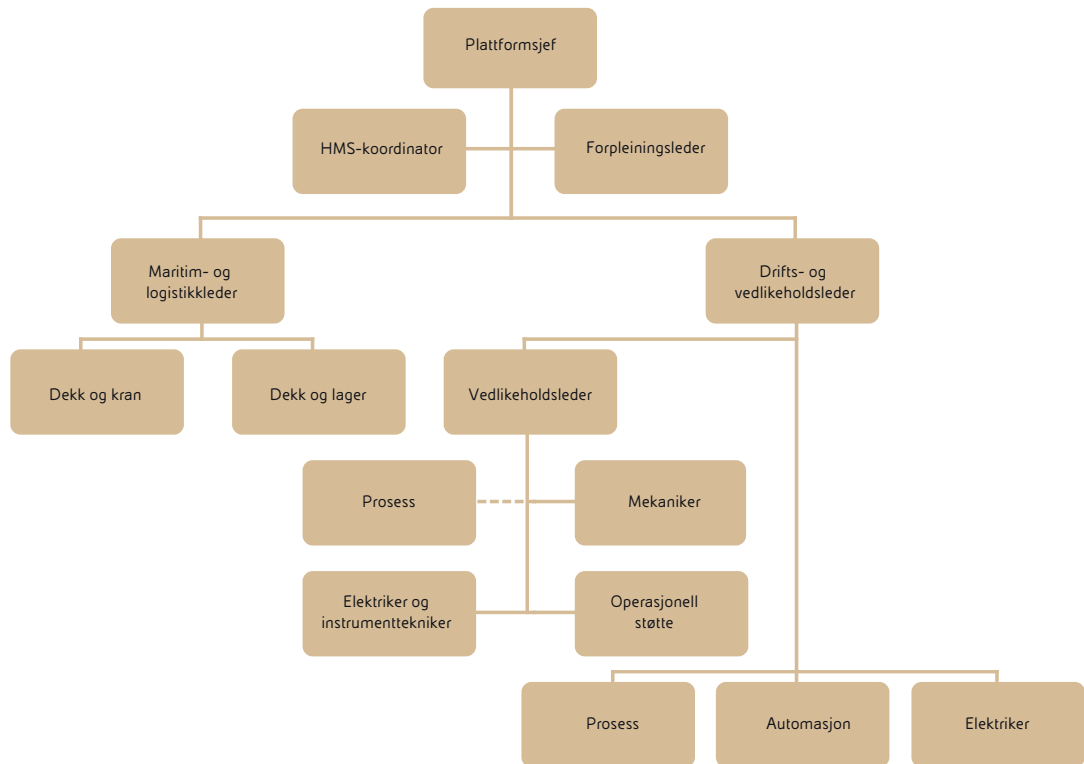 Plattformsjef
HMS-koordinator
Forpleiningsleder
Maritim- og
logistikkleder
Drifts- og
vedlikeholdsleder
Dekk og kran
Dekk og lager
Vedlikeholdsleder
Prosess
Mekaniker
Elektriker og
instrumenttekniker
Operasjonell
støtte
Prosess
Automasjon
Elektriker